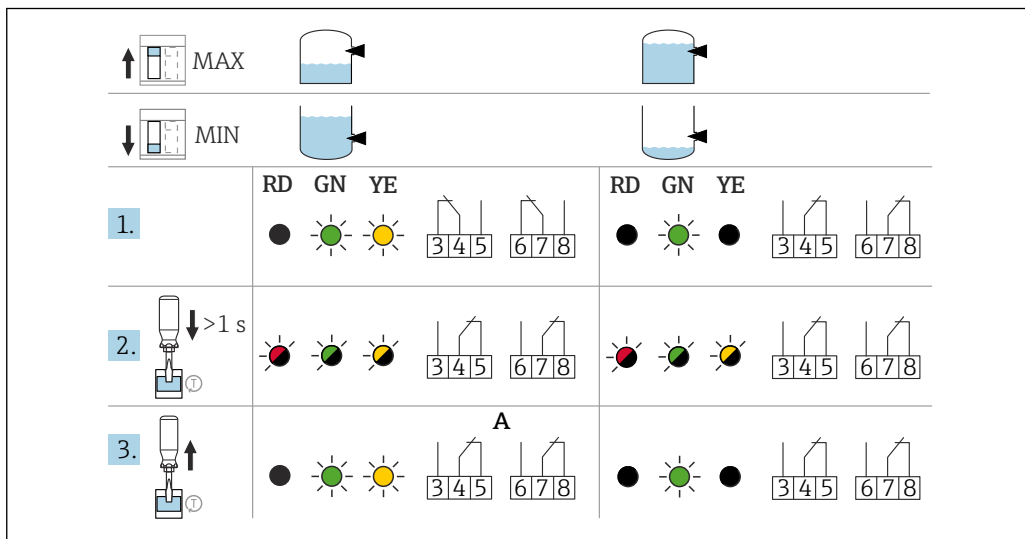 MAX
MIN
RD GN YE RD GN YE
1. 3 4 5 6 7 8 3 4 5 6 7 8
2. >1 s T 3 4 5 6 7 8 3 4 5 6 7 8
A
3. T 3 4 5 6 7 8 3 4 5 6 7 8